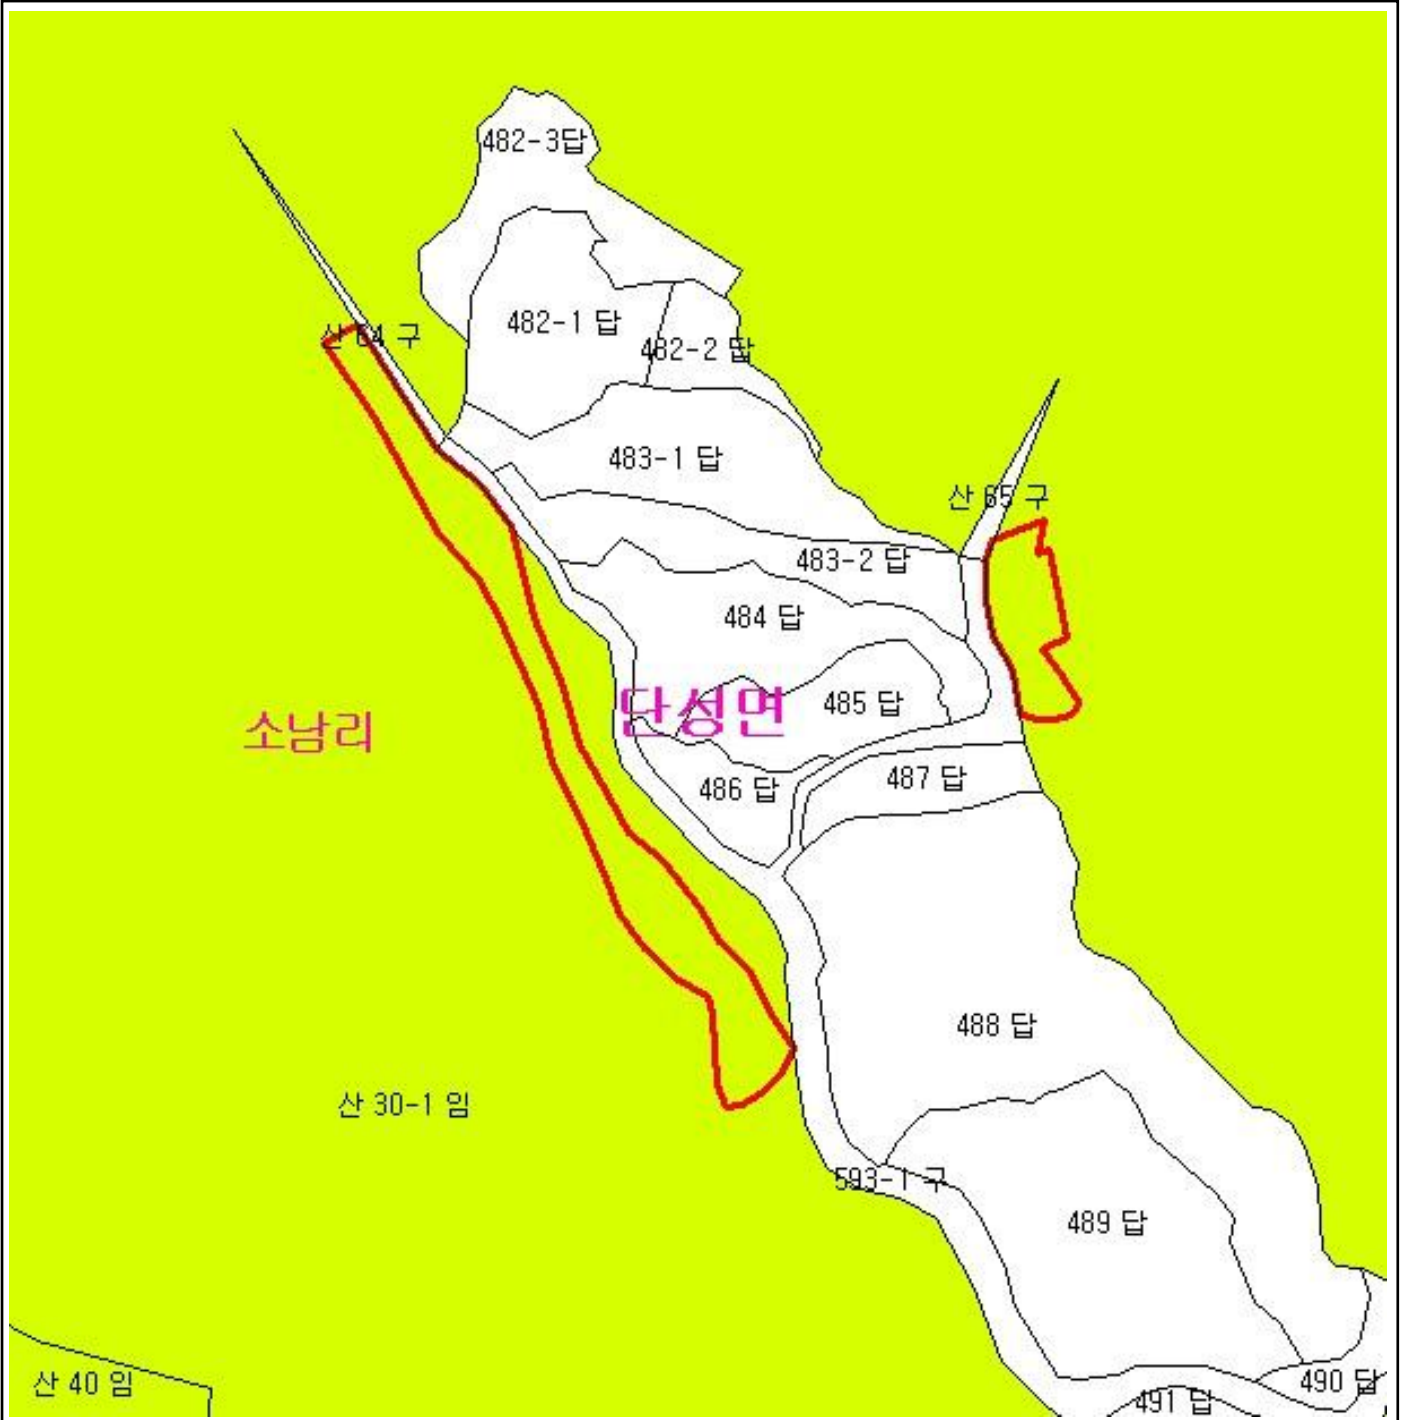 482-3답
482-1 답
산 64 구
482-2 답
483-1 답
산 65 구
483-2 답
484 답
485 답
단성면
소남리
486 답
487 답
488 답
산 30-1 임
593-1 구
489 답
산 40 임
490 답
491 답